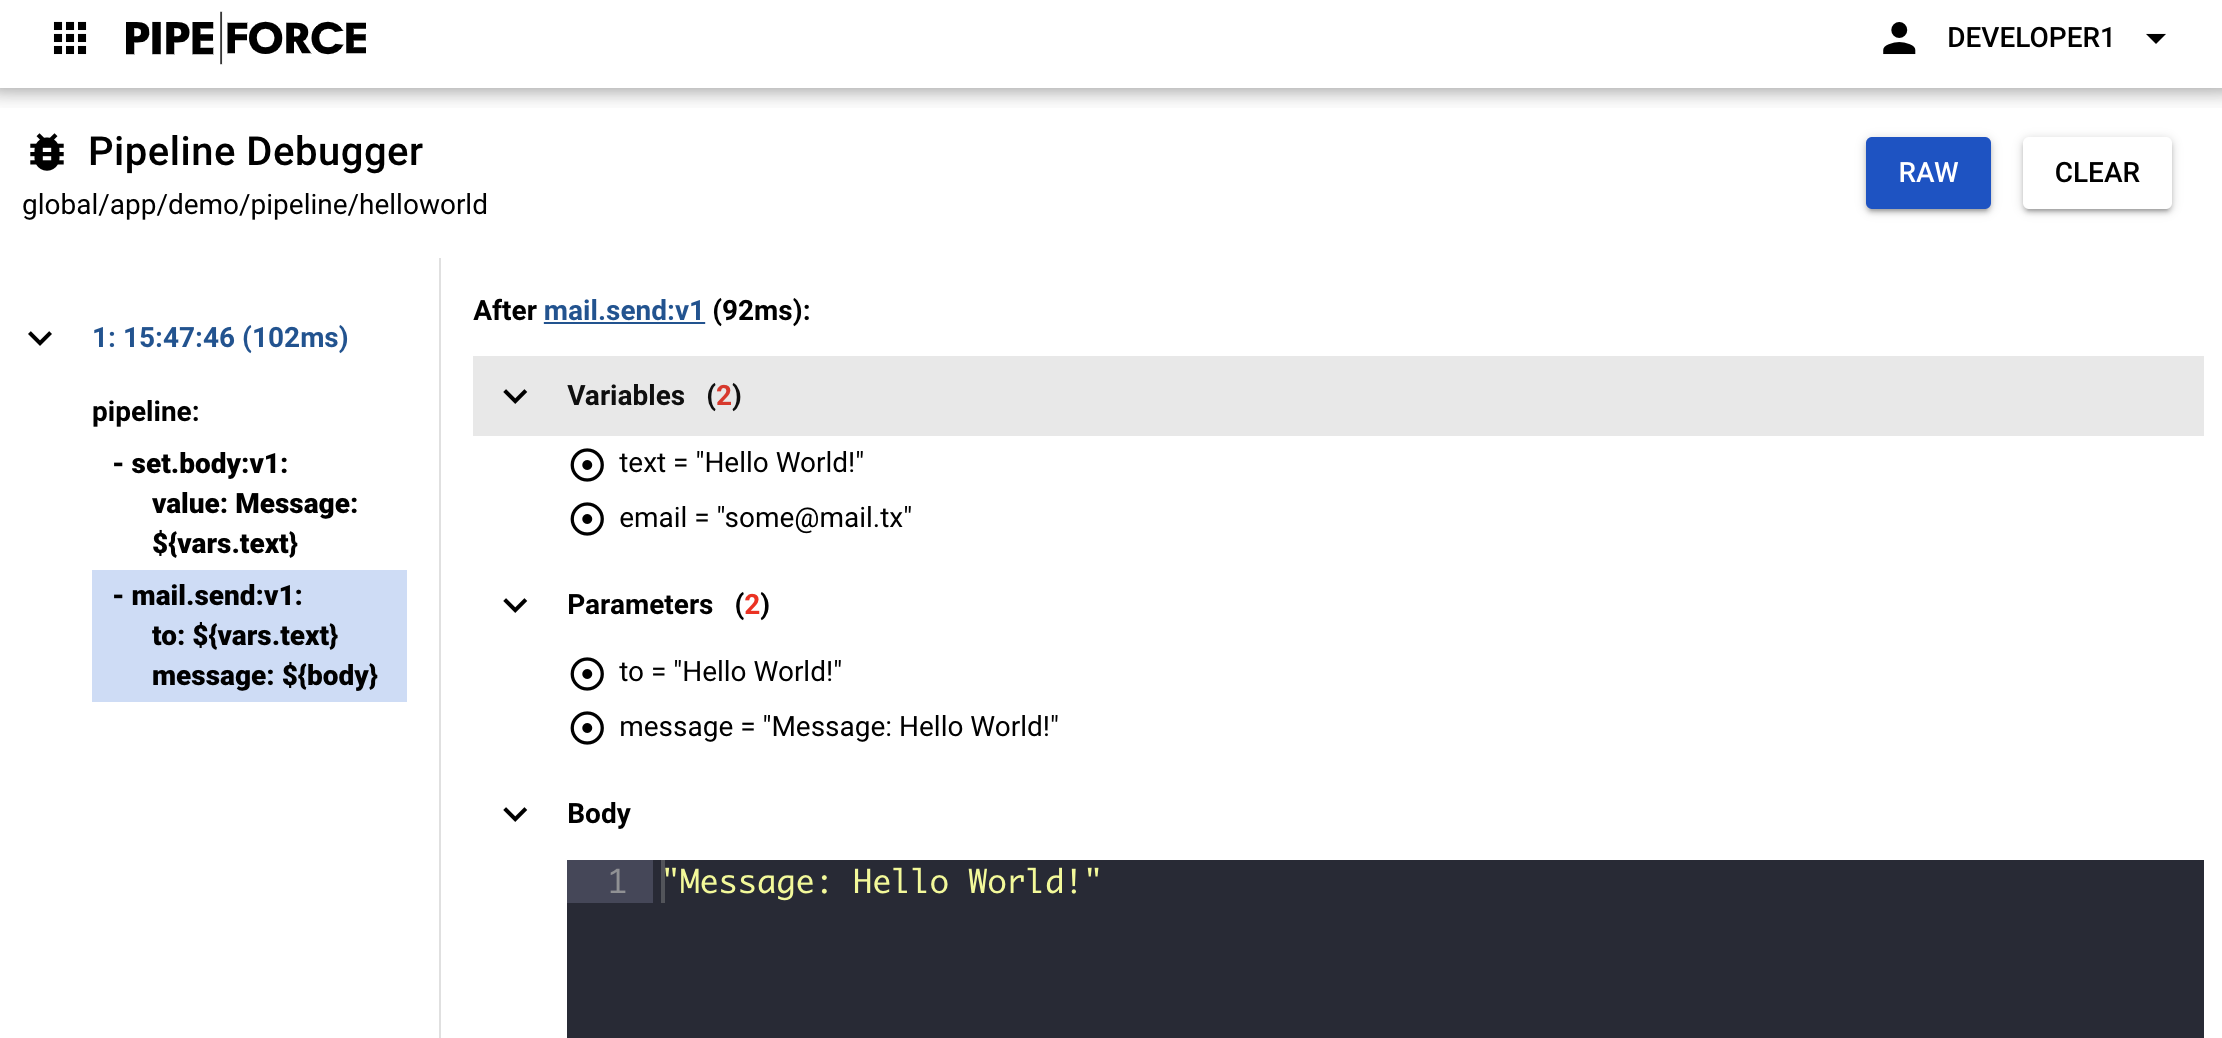 PIPE|FORCE
DEVELOPER1
Pipeline Debugger
global/app/demo/pipeline/helloworld
RAW
CLEAR
1: 15:47:46 (102ms)
pipeline:
- set.body:v1:
value: Message:
${vars.text}
- mail.send:v1:
to: ${vars.text}
message: ${body}
After mail.send:v1 (92ms):
Variables (2)
text = "Hello World!"
email = "some@mail.tx"
Parameters (2)
to = "Hello World!"
message = "Message: Hello World!"
Body
1 "Message: Hello World!"